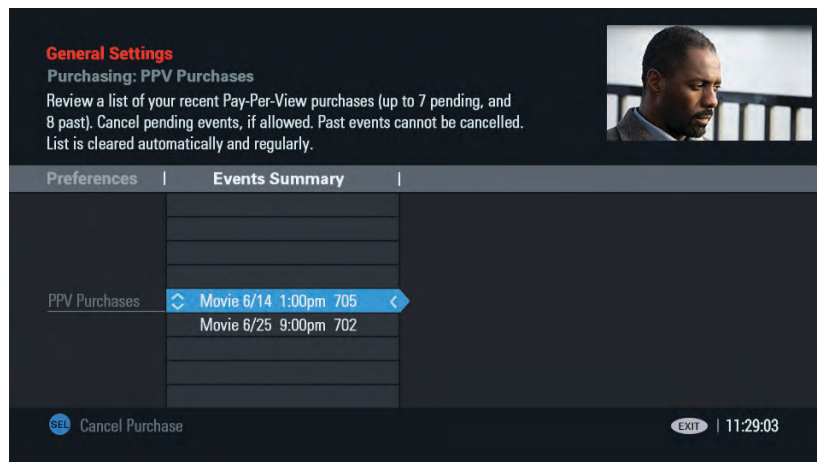 General Settings
Purchasing: PPV Purchases
Review a list of your recent Pay-Per-View purchases (up to 7 pending, and
8 past). Cancel pending events, if allowed. Past events cannot be cancelled.
List is cleared automatically and regularly.
Preferences | Events Summary |
PPV Purchases Movie 6/14 1:00pm 705
Movie 6/25 9:00pm 702
SEL Cancel Purchase EXIT | 11:29:03